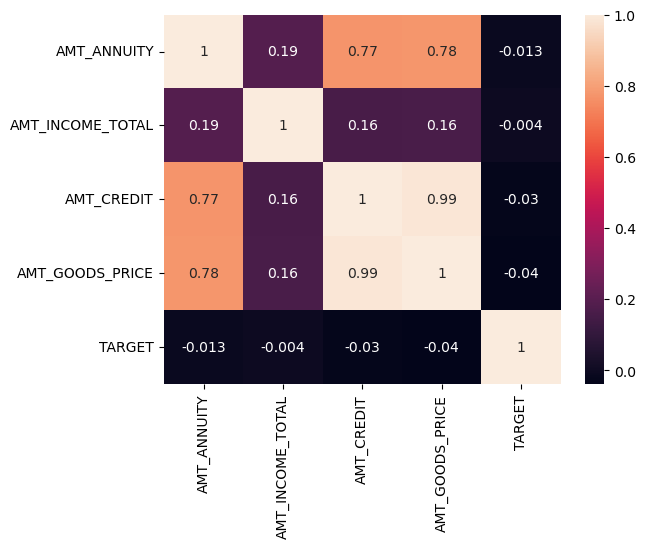 AMT_ANNUITY 1 0.19 0.77 0.78 -0.013
AMT_INCOME_TOTAL 0.19 1 0.16 0.16 -0.004
AMT_CREDIT 0.77 0.16 1 0.99 -0.03
AMT_GOODS_PRICE 0.78 0.16 0.99 1 -0.04
TARGET -0.013 -0.004 -0.03 -0.04 1
AMT_ANNUITY
AMT_INCOME_TOTAL
AMT_CREDIT
AMT_GOODS_PRICE
TARGET
1.0
0.8
0.6
0.4
0.2
0.0